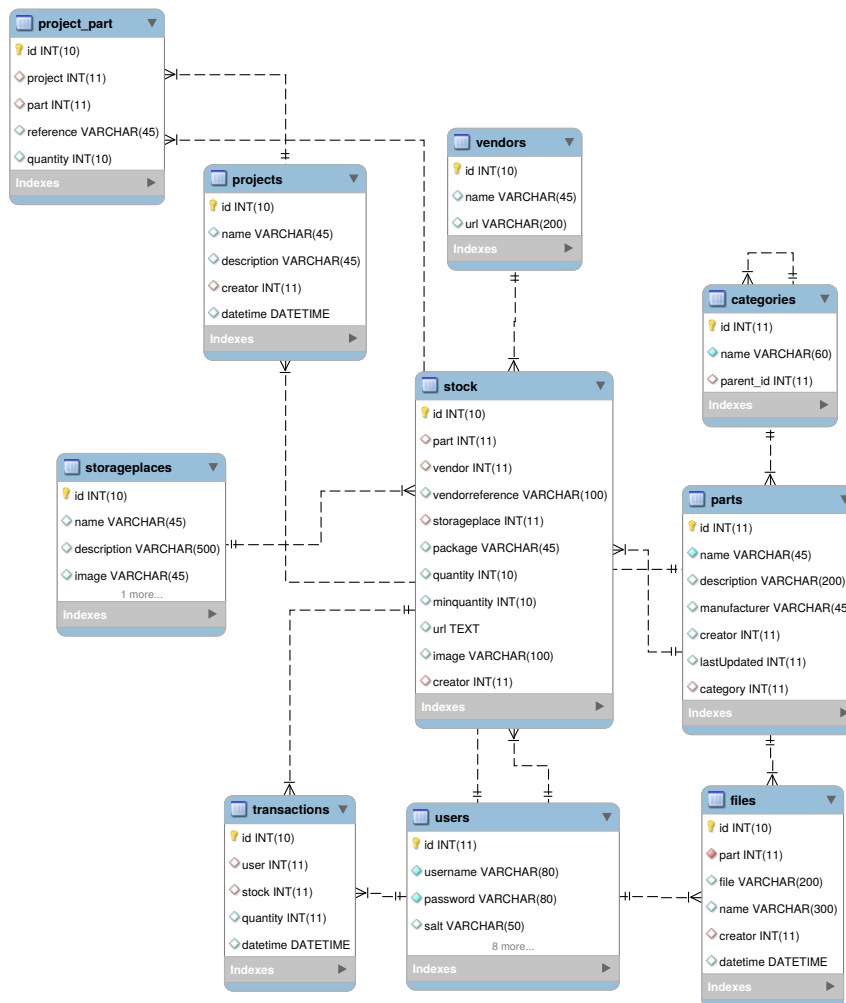 project_part
id INT(10)
project INT(11)
part INT(11)
reference VARCHAR(45)
quantity INT(10)
Indexes
projects
id INT(10)
name VARCHAR(45)
description VARCHAR(45)
creator INT(11)
datetime DATETIME
Indexes
vendors
id INT(10)
name VARCHAR(45)
url VARCHAR(200)
Indexes
categories
id INT(11)
name VARCHAR(60)
parent_id INT(11)
Indexes
stock
id INT(10)
part INT(11)
vendor INT(11)
vendorreference VARCHAR(100)
storageplace INT(11)
package VARCHAR(45)
quantity INT(10)
minquantity INT(10)
url TEXT
image VARCHAR(100)
creator INT(11)
Indexes
storageplaces
id INT(10)
name VARCHAR(45)
description VARCHAR(500)
image VARCHAR(45)
1 more...
Indexes
parts
id INT(11)
name VARCHAR(45)
description VARCHAR(200)
manufacturer VARCHAR(45
creator INT(11)
lastUpdated INT(11)
category INT(11)
Indexes
transactions
id INT(10)
user INT(11)
stock INT(11)
quantity INT(11)
datetime DATETIME
Indexes
users
id INT(11)
username VARCHAR(80)
password VARCHAR(80)
salt VARCHAR(50)
8 more...
Indexes
files
id INT(10)
part INT(11)
file VARCHAR(200)
name VARCHAR(300)
creator INT(11)
datetime DATETIME
Indexes